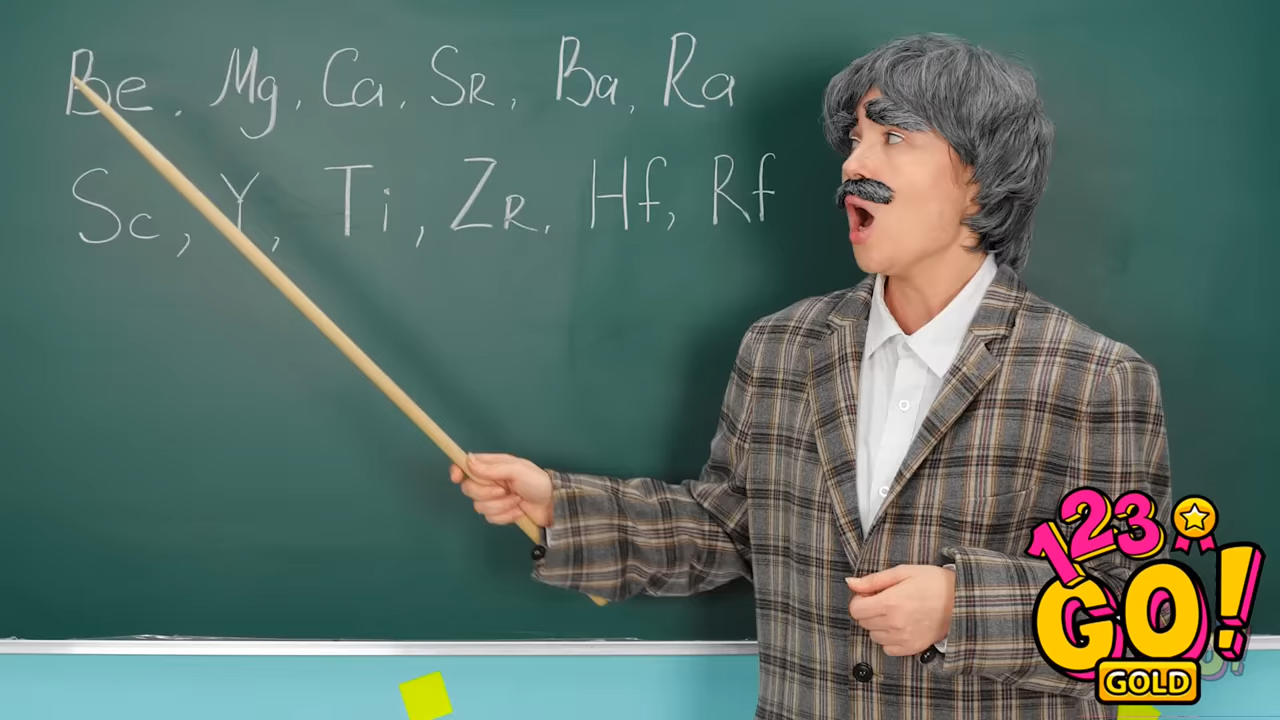 Be, Mg, Ca, Sr, Ba, Ra
Sc, Y, Ti, Zr, Hf, Rf
123
GO!
GOLD